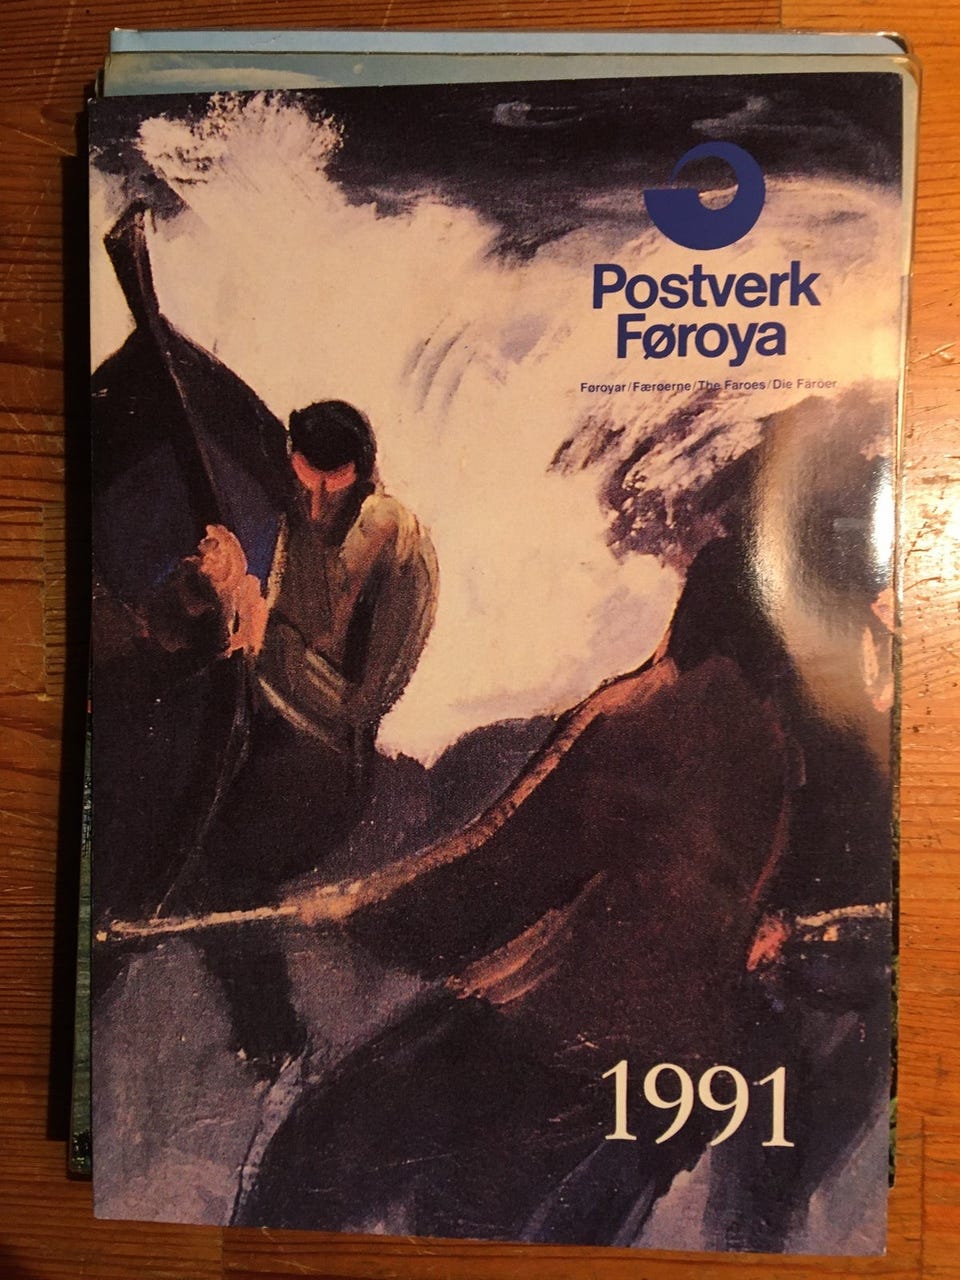 Postverk
Føroya
Føroyar/Færøerne/The Faroes/Die Färöer
1991